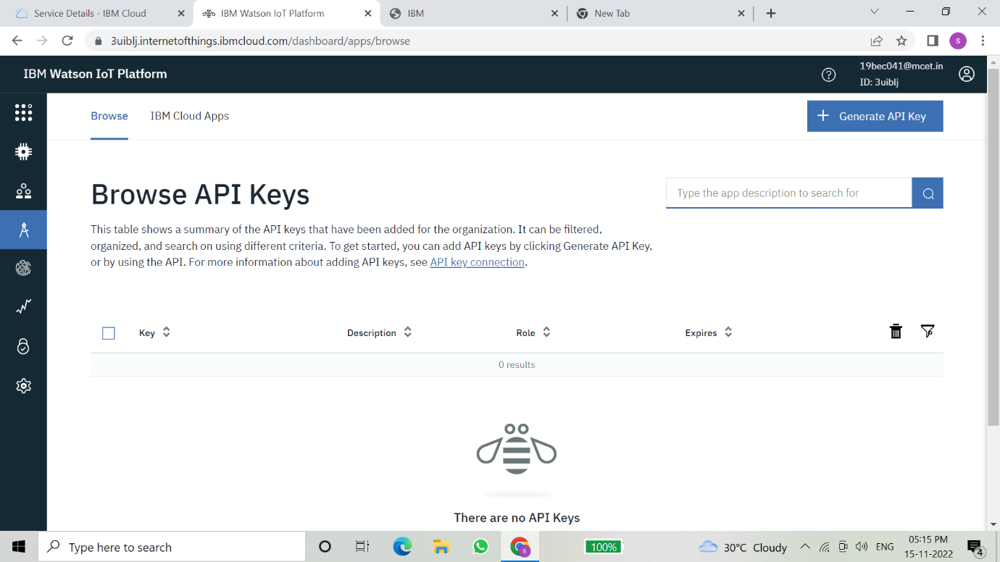 Service Details - IBM Cloud
IBM Watson IoT Platform
IBM
New Tab
3uiblj.internetofthings.ibmcloud.com/dashboard/apps/browse
s
IBM Watson IoT Platform
19bec041@mcet.in
ID: 3uiblj
Browse
IBM Cloud Apps
Generate API Key
Browse API Keys
Type the app description to search for
This table shows a summary of the API keys that have been added for the organization. It can be filtered,
organized, and search on using different criteria. To get started, you can add API keys by clicking Generate API Key,
or by using the API. For more information about adding API keys, see API key connection.
Key
Description
Role
Expires
0 results
There are no API Keys
Type here to search
s
100%
30°C Cloudy
ENG
05:15 PM
15-11-2022
4